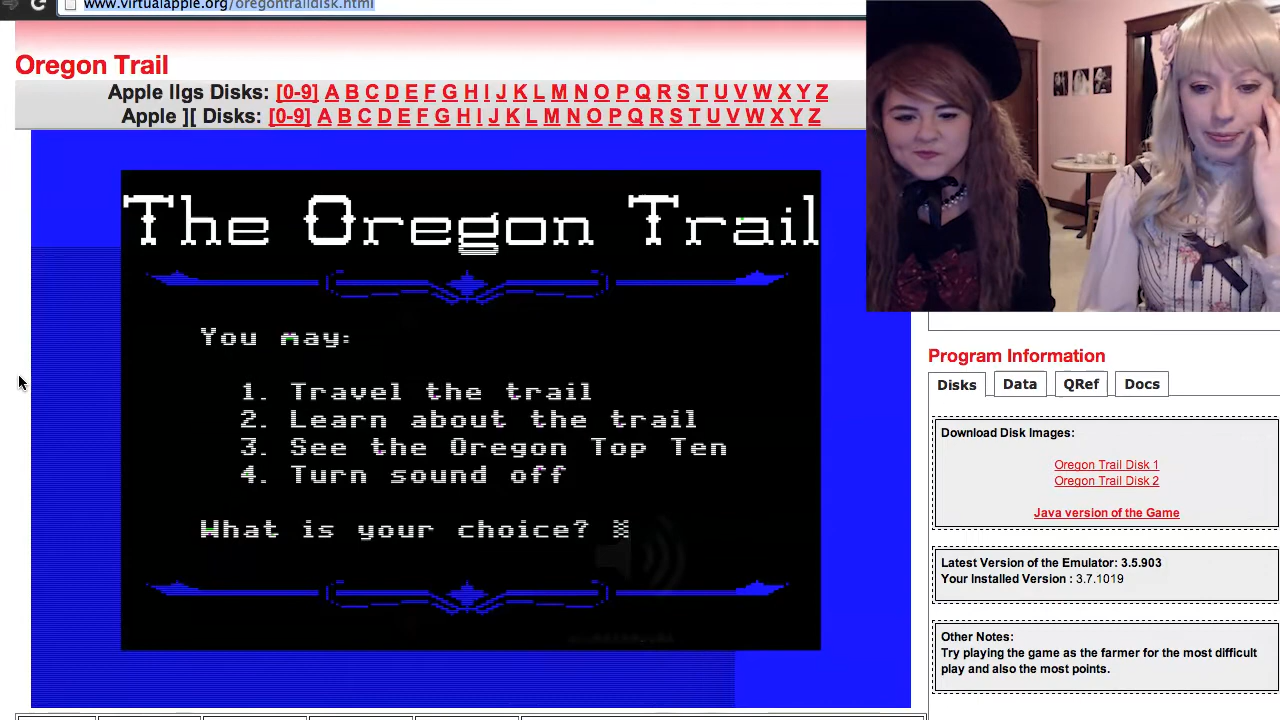 www.virtualapple.org/oregontraildisk.html
Oregon Trail
Apple IIgs Disks: [0-9] A B C D E F G H I J K L M N O P Q R S T U V W X Y Z
Apple ][ Disks: [0-9] A B C D E F G H I J K L M N O P Q R S T U V W X Y Z
The Oregon Trail
You may:
1. Travel the trail
2. Learn about the trail
3. See the Oregon Top Ten
4. Turn sound off
What is your choice?
Program Information
Disks Data QRef Docs
Download Disk Images:
Oregon Trail Disk 1
Oregon Trail Disk 2
Java version of the Game
Latest Version of the Emulator: 3.5.903
Your Installed Version : 3.7.1019
Other Notes:
Try playing the game as the farmer for the most difficult
play and also the most points.